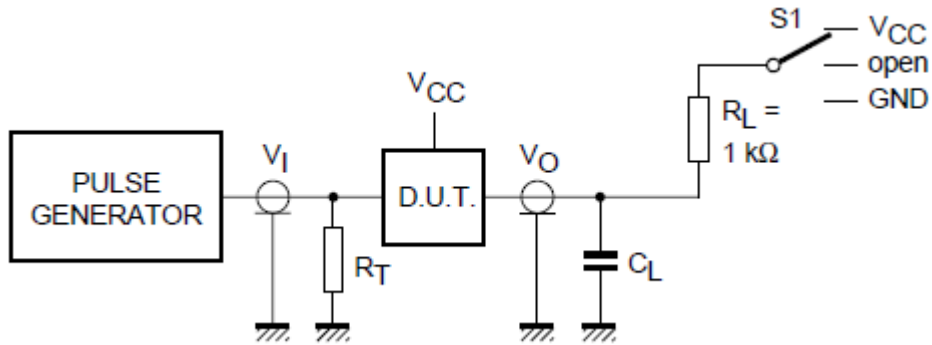 S1
VCC
open
GND
VCC
RL =
1 kΩ
VI
VO
PULSE
GENERATOR
D.U.T.
RT
CL